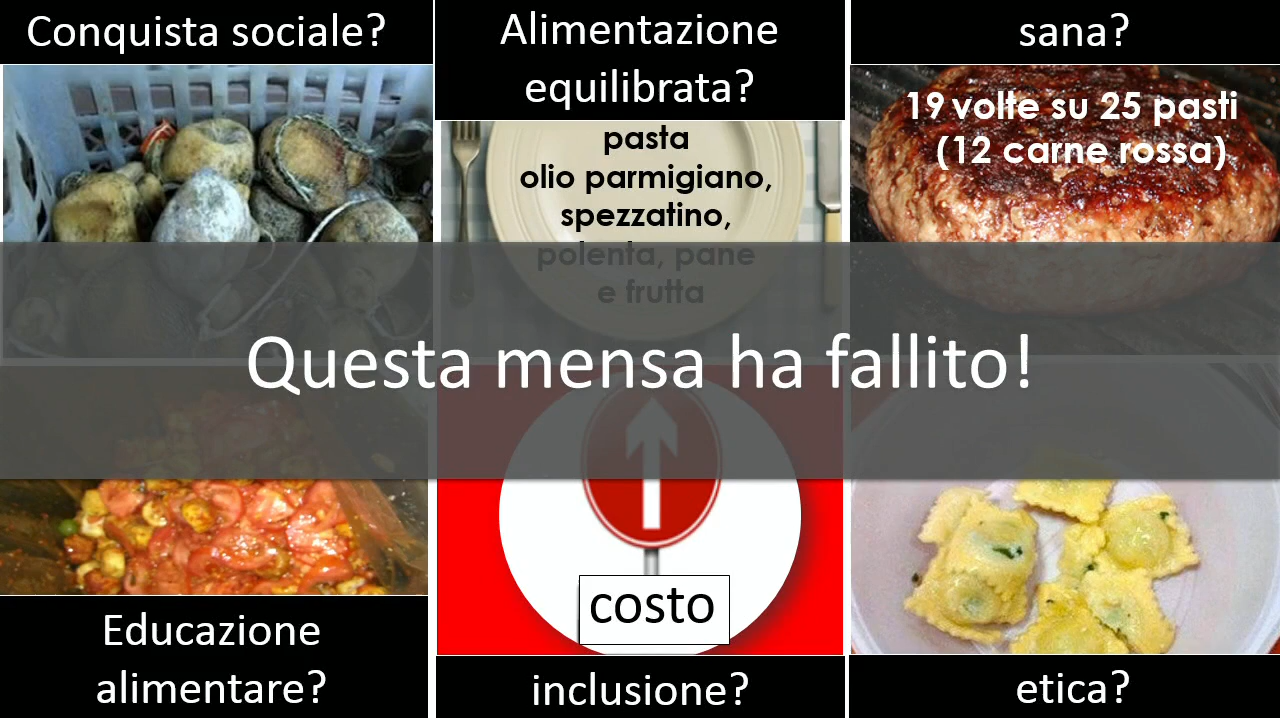 Conquista sociale?
Alimentazione
equilibrata?
sana?
pasta
olio parmigiano,
spezzatino,
polenta, pane
e frutta
19 volte su 25 pasti
(12 carne rossa)
Questa mensa ha fallito!
Educazione
alimentare?
costo
inclusione?
etica?